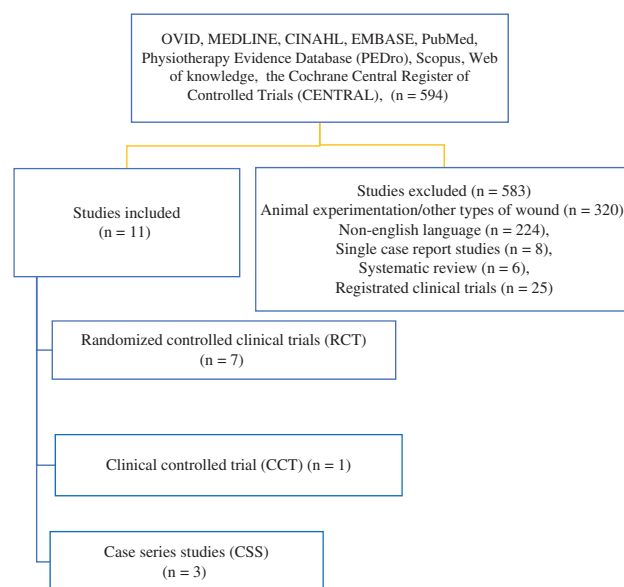 OVID, MEDLINE, CINAHL, EMBASE, PubMed,
Physiotherapy Evidence Database (PEDro), Scopus, Web
of knowledge, the Cochrane Central Register of
Controlled Trials (CENTRAL), (n = 594)
Studies included
(n = 11)
Studies excluded (n = 583)
Animal experimentation/other types of wound (n = 320)
Non-english language (n = 224),
Single case report studies (n = 8),
Systematic review (n = 6),
Registrated clinical trials (n = 25)
Randomized controlled clinical trials (RCT)
(n = 7)
Clinical controlled trial (CCT) (n = 1)
Case series studies (CSS)
(n = 3)